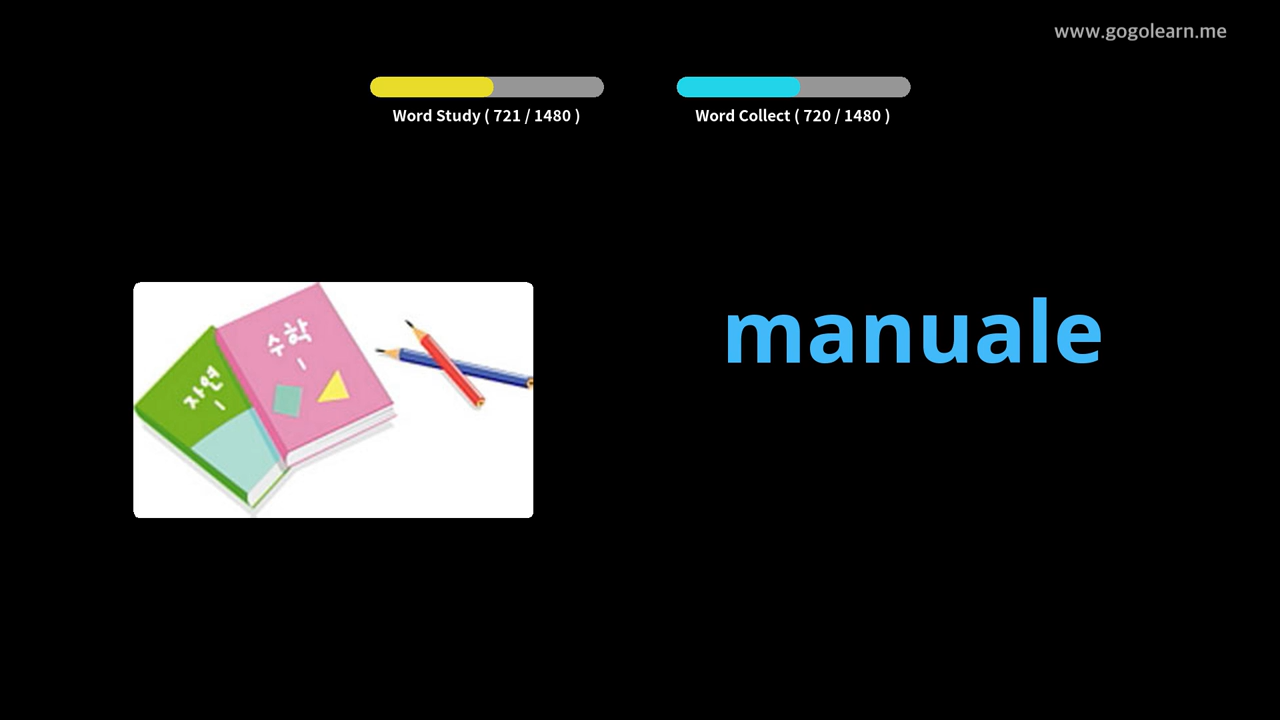 www.gogolearn.me
Word Study ( 721 / 1480 )
Word Collect ( 720 / 1480 )
manuale
수학
1
자연
1